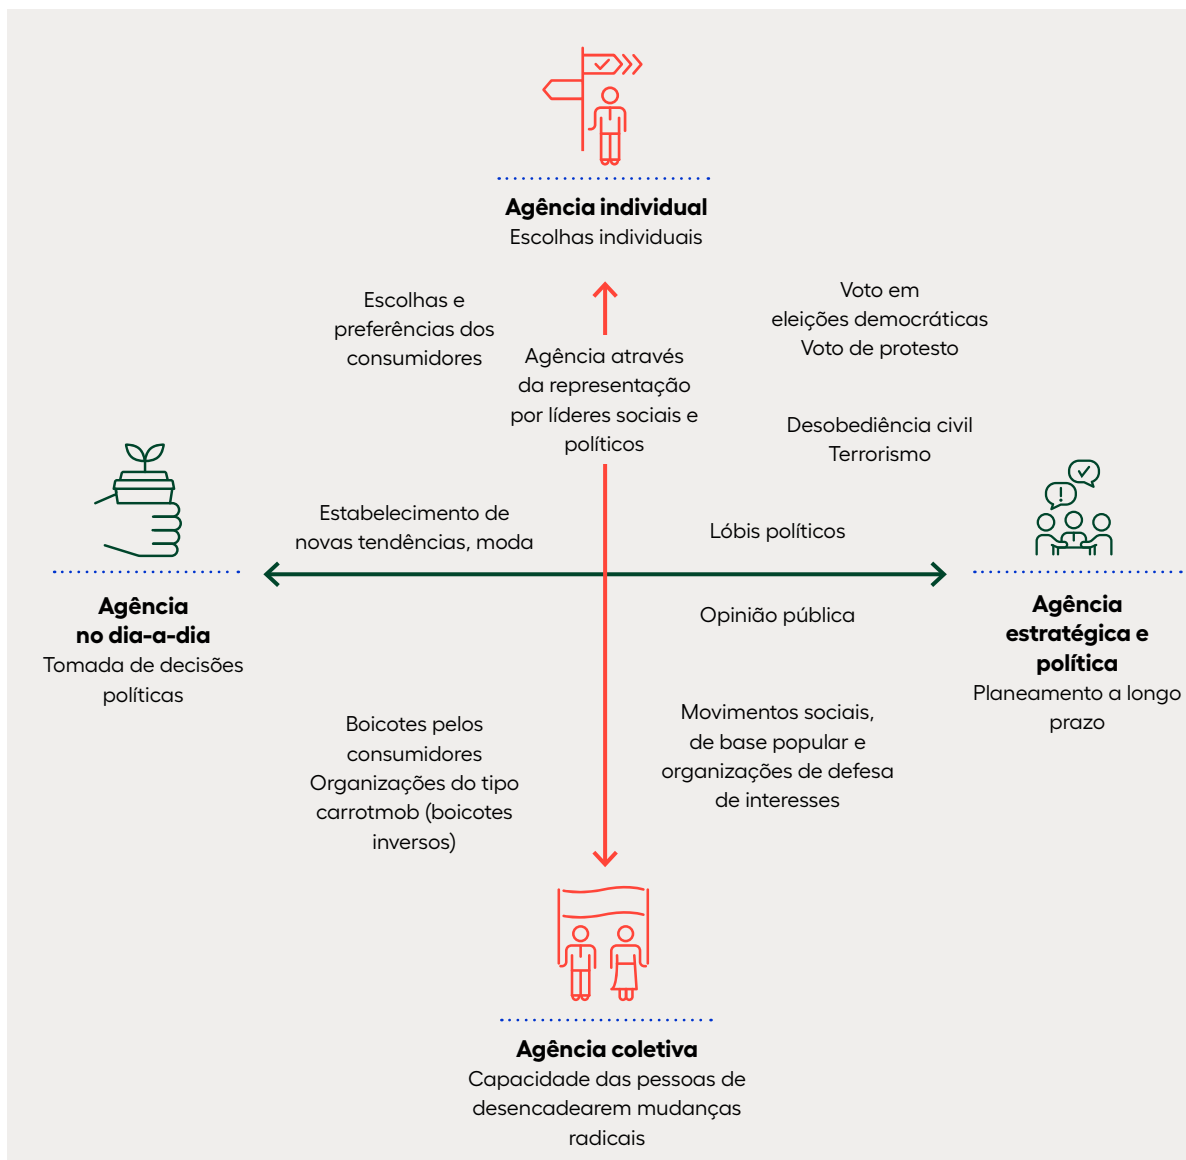 Agência individual
Escolhas individuais
Escolhas e
preferências dos
consumidores
Agência através
da representação
por líderes sociais e
políticos
Voto em
eleições democráticas
Voto de protesto
Desobediência civil
Terrorismo
Estabelecimento de
novas tendências, moda
Lóbis políticos
Agência
no dia-a-dia
Tomada de decisões
políticas
Opinião pública
Agência
estratégica e
política
Planeamento a longo
prazo
Boicotes pelos
consumidores
Organizações do tipo
carrotmob (boicotes
inversos)
Movimentos sociais,
de base popular e
organizações de defesa
de interesses
Agência coletiva
Capacidade das pessoas de
desencadearem mudanças
radicais